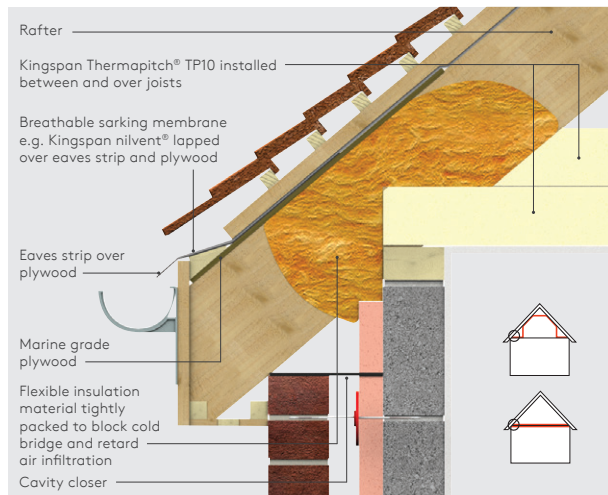 Rafter
Kingspan Thermapitch® TP10 installed
between and over joists
Breathable sarking membrane
e.g. Kingspan nilvent® lapped
over eaves strip and plywood
Eaves strip over
plywood
Marine grade
plywood
Flexible insulation
material tightly
packed to block cold
bridge and retard
air infiltration
Cavity closer